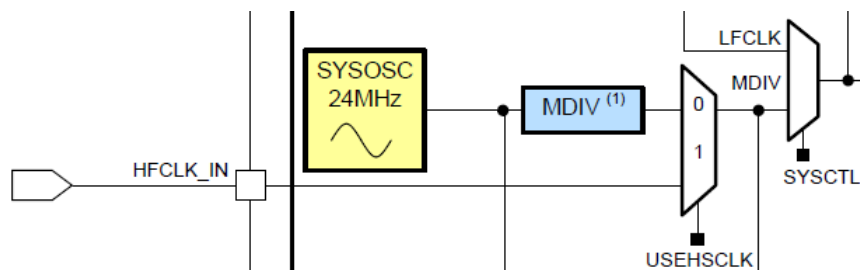 LFCLK
SYSOSC
24MHz
MDIV
MDIV (1)
0
1
HFCLK_IN
SYSCTL
USEHSCLK